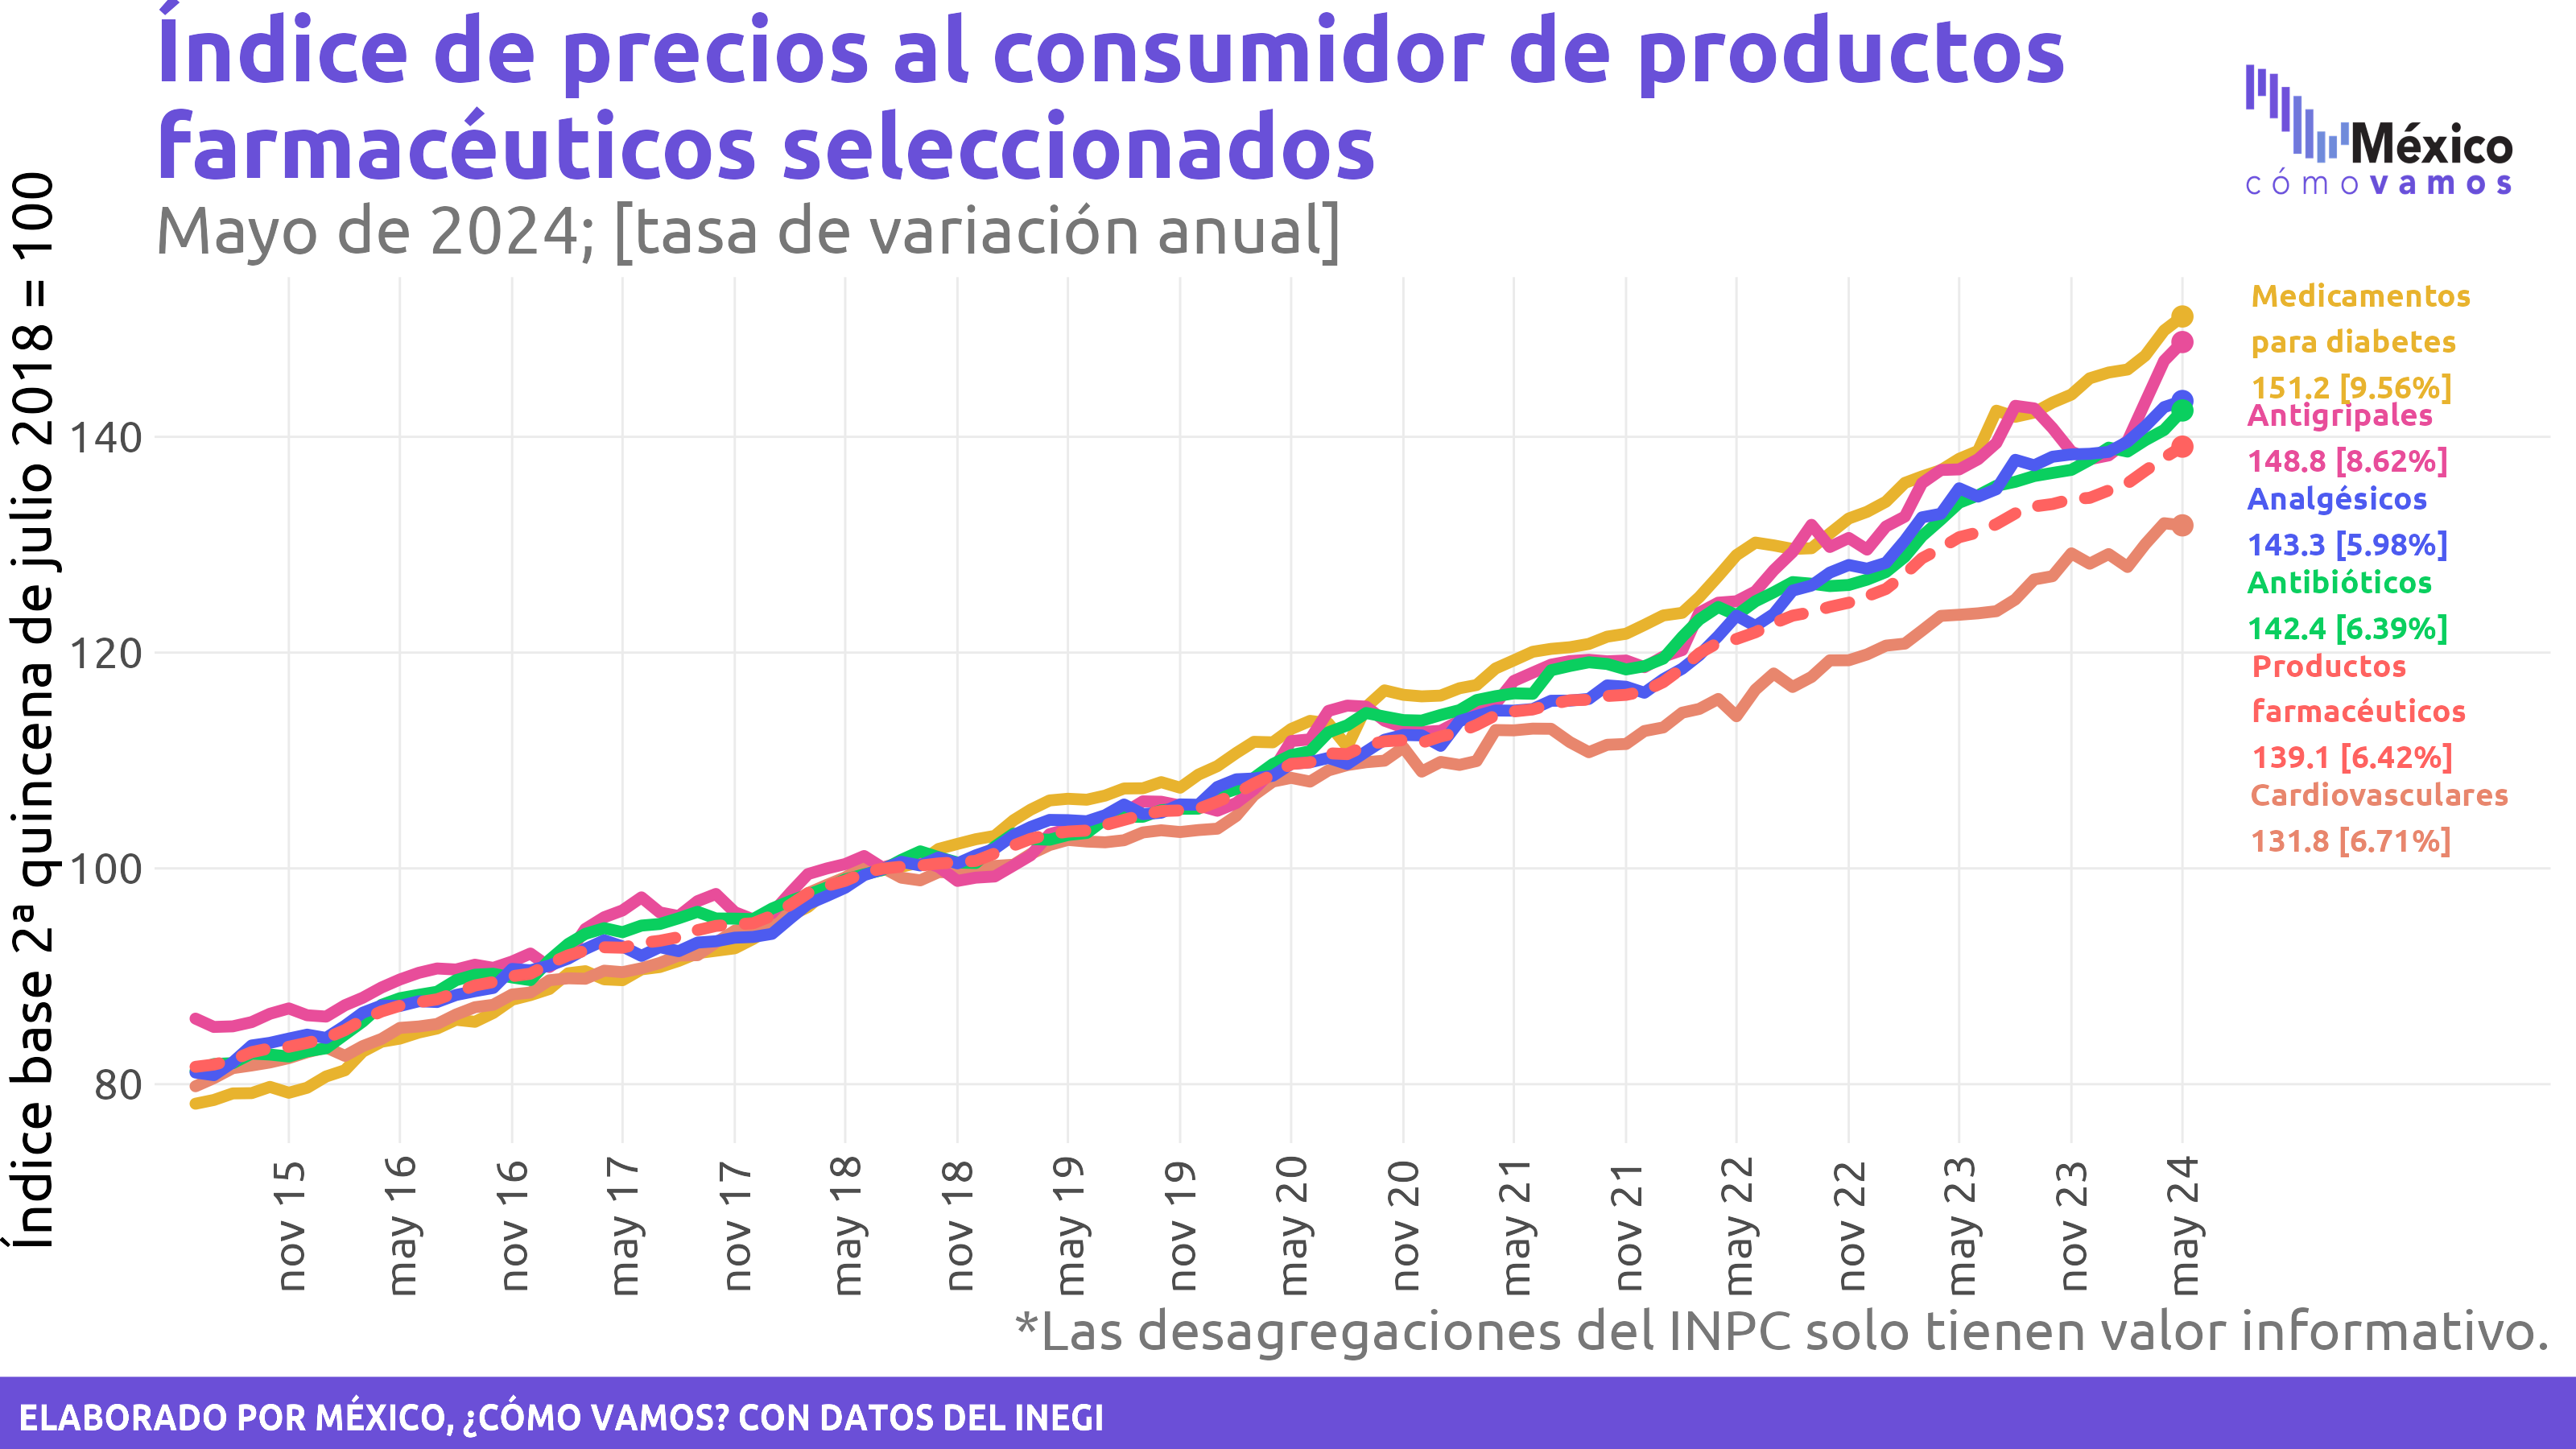 Índice de precios al consumidor de productos
farmacéuticos seleccionados
Mayo de 2024; [tasa de variación anual]
México
cómo vamos
Índice base 2ª quincena de julio 2018 = 100
140
120
100
80
Medicamentos
para diabetes
151.2 [9.56%]
Antigripales
148.8 [8.62%]
Analgésicos
143.3 [5.98%]
Antibióticos
142.4 [6.39%]
Productos
farmacéuticos
139.1 [6.42%]
Cardiovasculares
131.8 [6.71%]
nov 15
may 16
nov 16
may 17
nov 17
may 18
nov 18
may 19
nov 19
may 20
nov 20
may 21
nov 21
may 22
nov 22
may 23
nov 23
may 24
*Las desagregaciones del INPC solo tienen valor informativo.
ELABORADO POR MÉXICO, ¿CÓMO VAMOS? CON DATOS DEL INEGI